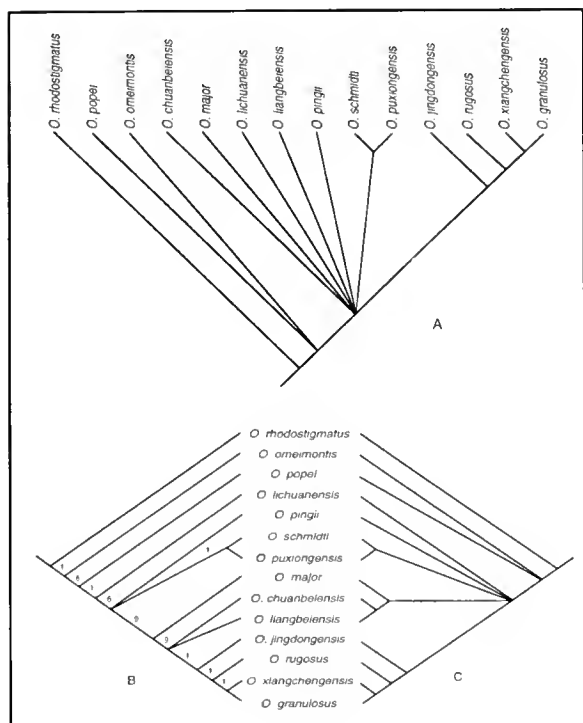 O. rhodostigmatus
O. popei
O. omeimontis
O. chuanbeiensis
O. major
O. lichuanensis
O. liangbeiensis
O. pingii
O. schmidti
O. puxiongensis
O. jingdongensis
O. rugosus
O. xiangchengensis
O. granulosus
A
O rhodostigmatus
O omeimontis
O popei
O lichuanensis
O pingii
O schmidti
O puxiongensis
O major
O. chuanbeiensis
O liangbeiensis
O. jingdongensis
O rugosus
O xiangchengensis
O granulosus
B
C